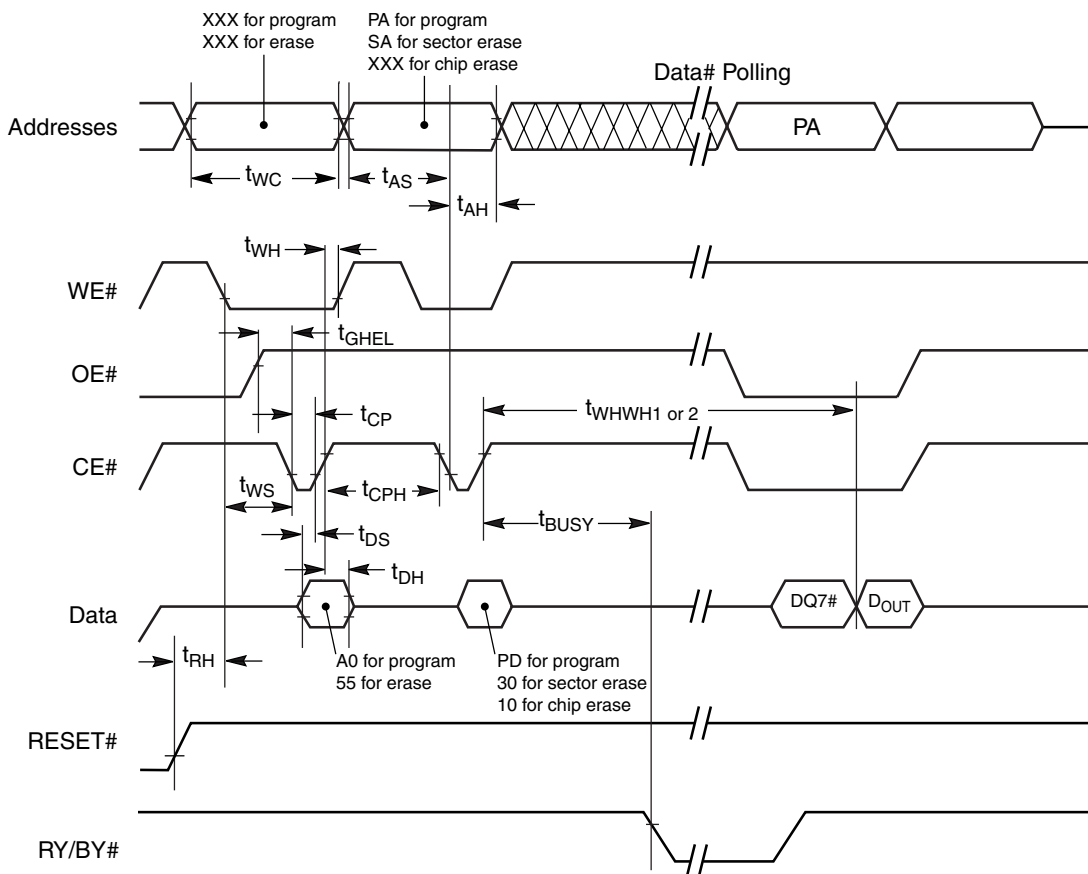 XXX for program
XXX for erase
PA for program
SA for sector erase
XXX for chip erase
Data# Polling
Addresses
PA
tWC
tAS
tAH
tWH
WE#
tGHEL
OE#
tWHWH1 or 2
tCP
CE#
tWS
tCPH
tBUSY
tDS
tDH
Data
DQ7#
DOUT
tRH
A0 for program
55 for erase
PD for program
30 for sector erase
10 for chip erase
RESET#
RY/BY#